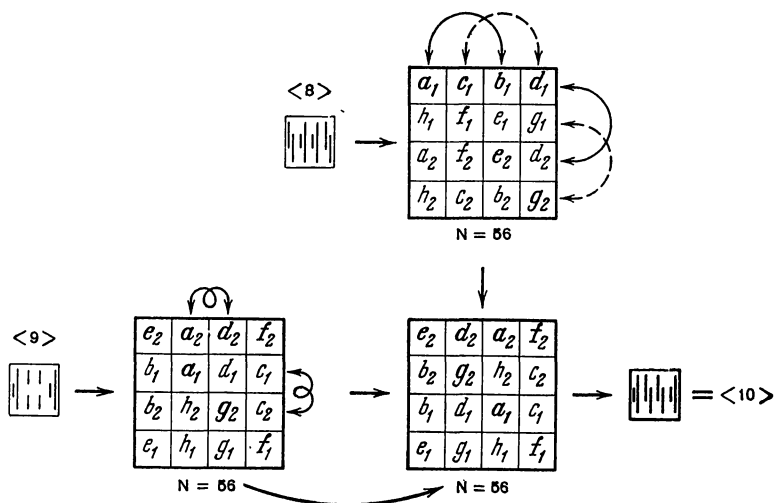 <8>
a₁ c₁ b₁ d₁
h₁ f₁ e₁ g₁
a₂ f₂ e₂ d₂
h₂ c₂ b₂ g₂
N = 56
<9>
e₂ a₂ d₂ f₂
b₁ a₁ d₁ c₁
b₂ h₂ g₂ c₂
e₁ h₁ g₁ f₁
N = 56
e₂ d₂ a₂ f₂
b₂ g₂ h₂ c₂
b₁ d₁ a₁ c₁
e₁ g₁ h₁ f₁
N = 56
= <10>